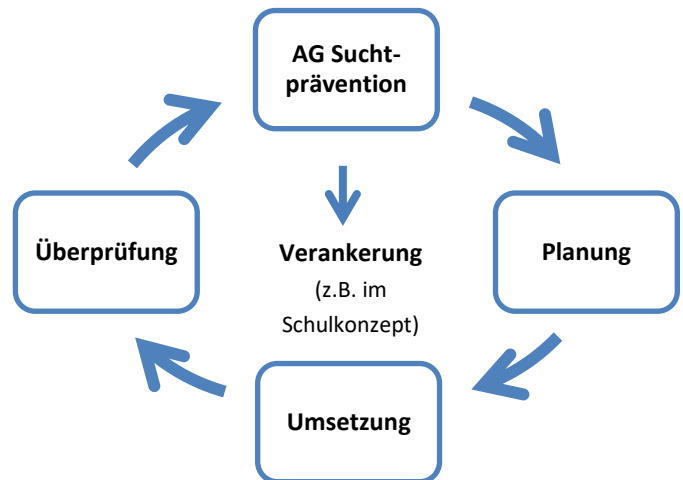 AG Sucht-
prävention
Überprüfung
Verankerung
(z.B. im
Schulkonzept)
Planung
Umsetzung